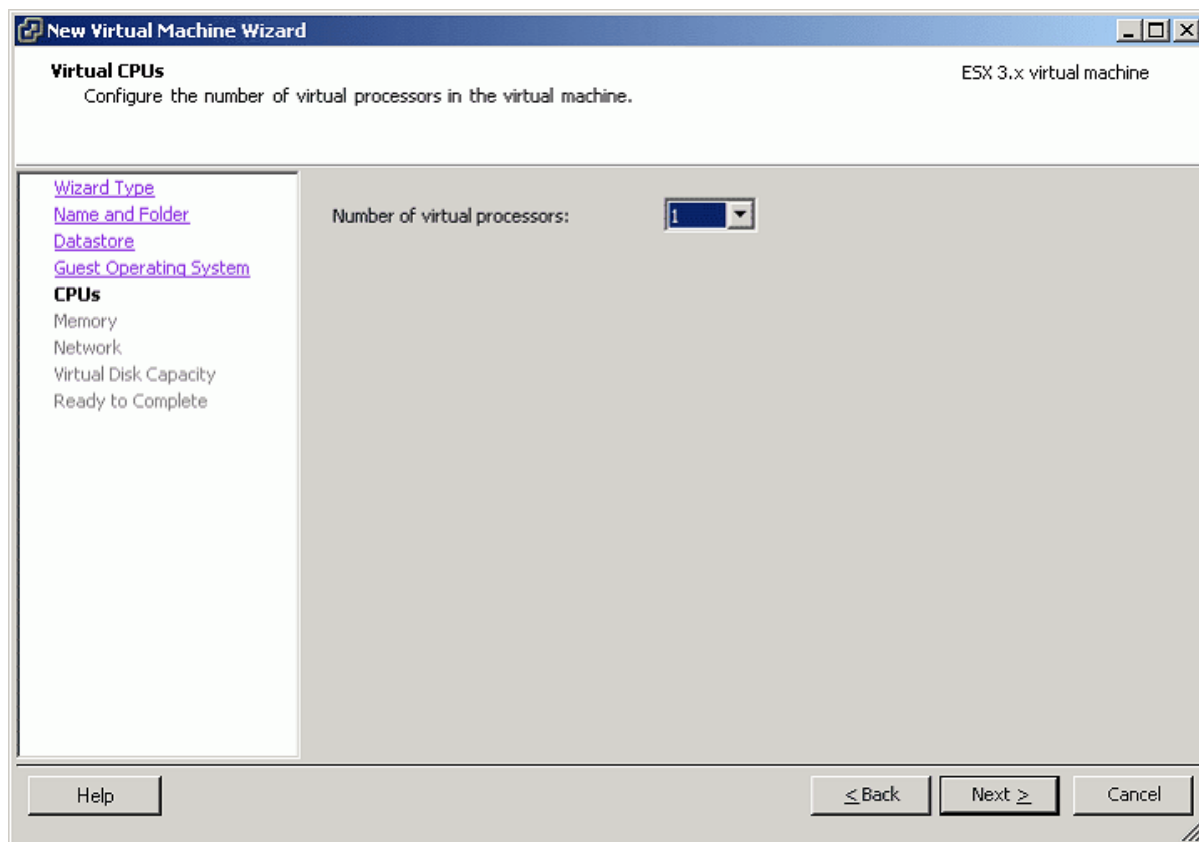 New Virtual Machine Wizard
Virtual CPUs
ESX 3.x virtual machine
Configure the number of virtual processors in the virtual machine.
Wizard Type
Name and Folder
Datastore
Guest Operating System
CPUs
Memory
Network
Virtual Disk Capacity
Ready to Complete
Number of virtual processors: 1
Help
< Back
Next >
Cancel